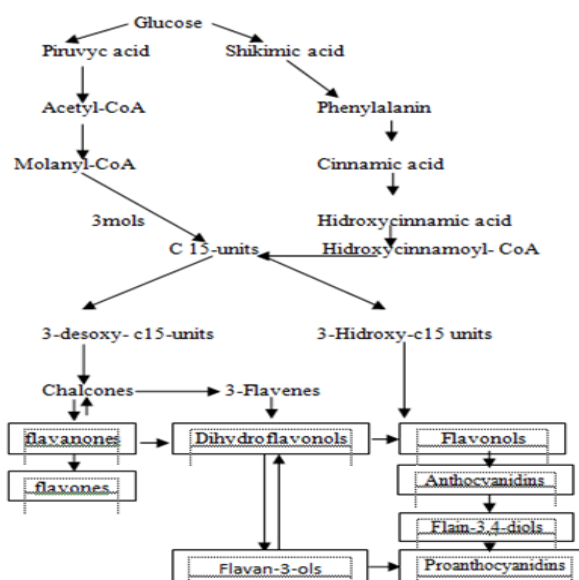 Glucose
Piruvyc acid Shikimic acid
Acetyl-CoA Phenylalanin
Molanyl-CoA Cinnamic acid
3mols Hidroxycinnamic acid
C 15-units Hidroxycinnamoyl- CoA
3-desoxy- c15-units 3-Hidroxy-c15 units
Chalcones 3-Flavenes
flavanones Dihydroflavonols Flavonols
flavones Anthocyanidins
Flain-3,4-diols
Flavan-3-ols Proanthocyanidins